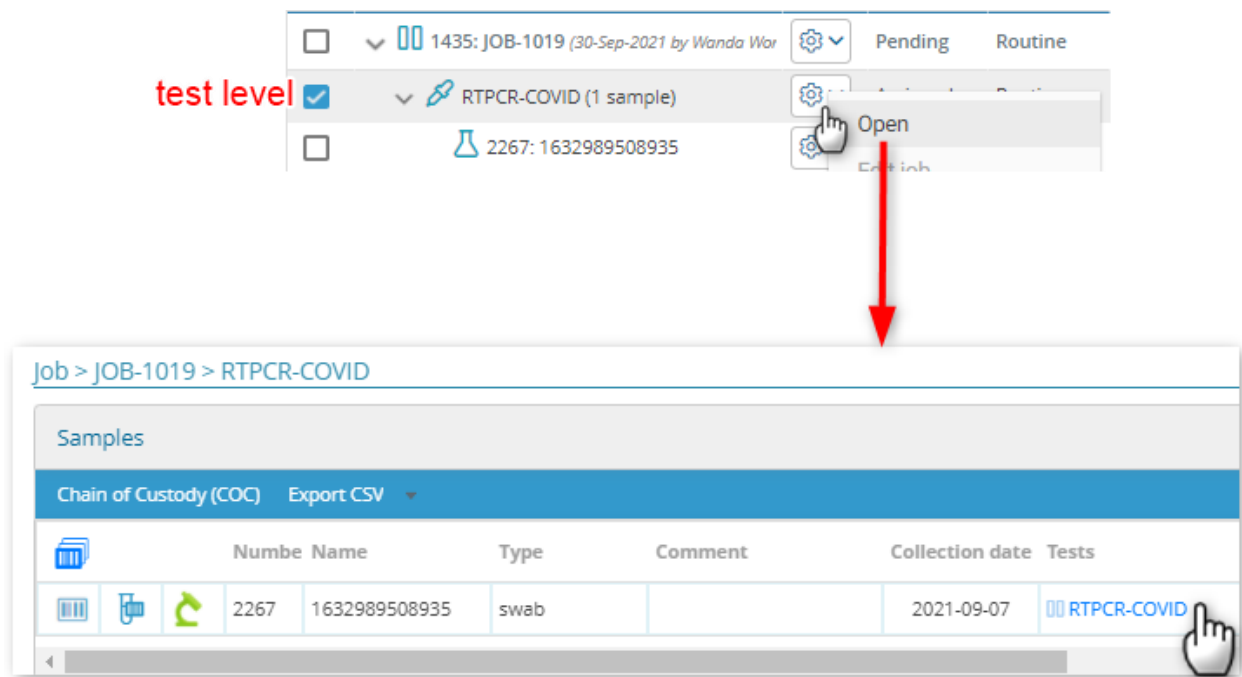 1435: JOB-1019 (30-Sep-2021 by Wanda Wor Pending Routine
test level RTPCR-COVID (1 sample)
Open
2267: 1632989508935
Edit job
Job > JOB-1019 > RTPCR-COVID
Samples
Chain of Custody (COC) Export CSV
Numbe Name Type Comment Collection date Tests
2267 1632989508935 swab 2021-09-07 RTPCR-COVID